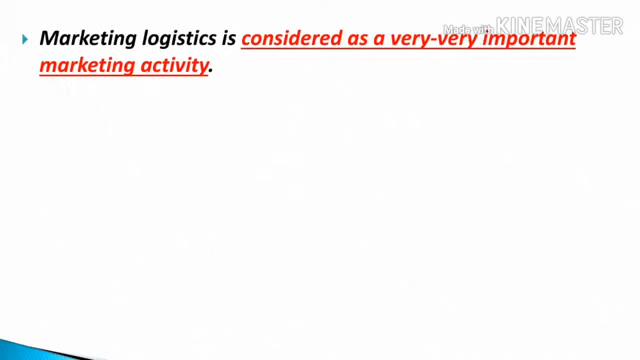 Made with KINEMASTER
Marketing logistics is considered as a very-very important
marketing activity.